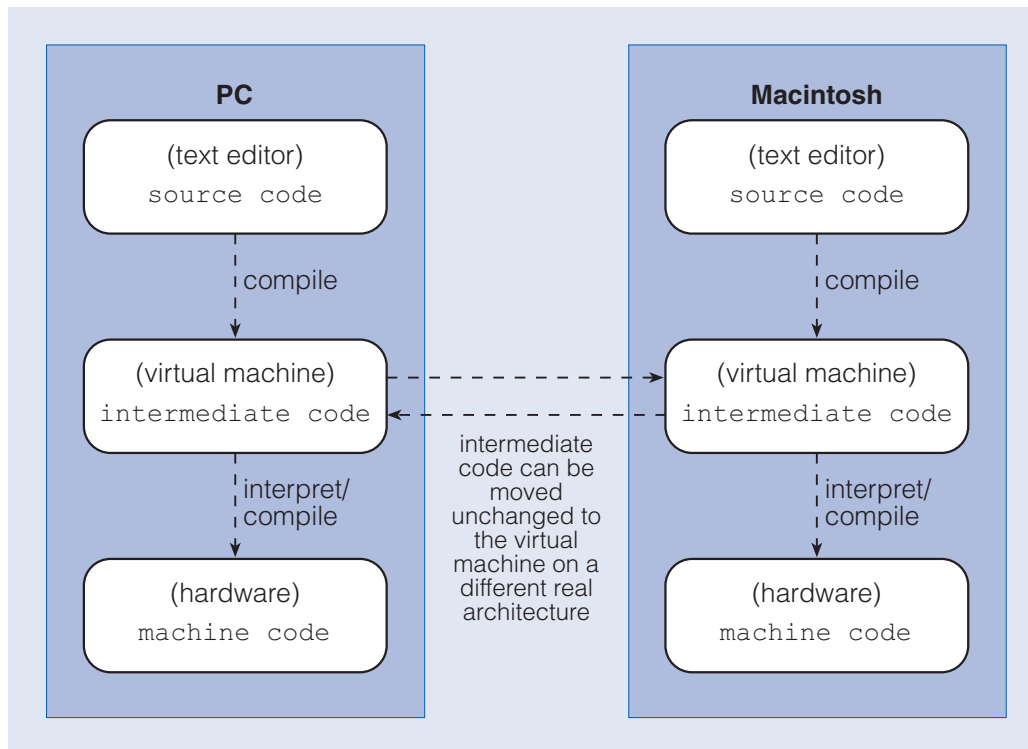 PC
(text editor)
source code
compile
(virtual machine)
intermediate code
interpret/
compile
(hardware)
machine code
intermediate
code can be
moved
unchanged to
the virtual
machine on a
different real
architecture
Macintosh
(text editor)
source code
compile
(virtual machine)
intermediate code
interpret/
compile
(hardware)
machine code